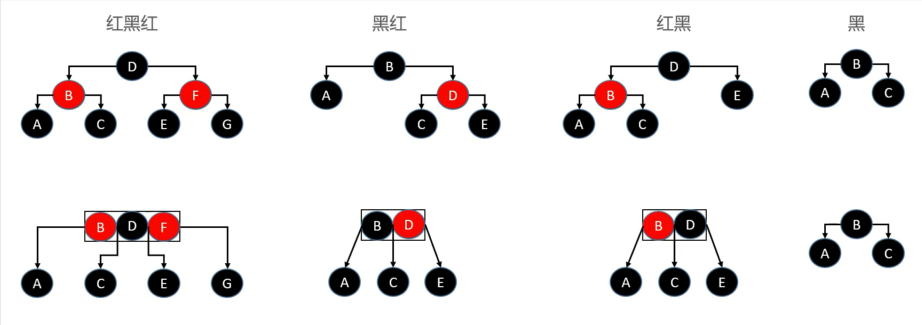 红黑红 黑红 红黑 黑
D B D B
B F A D B E A C
A C E G C E A C
B D F B D B D B
A C E G A C E A C E A C